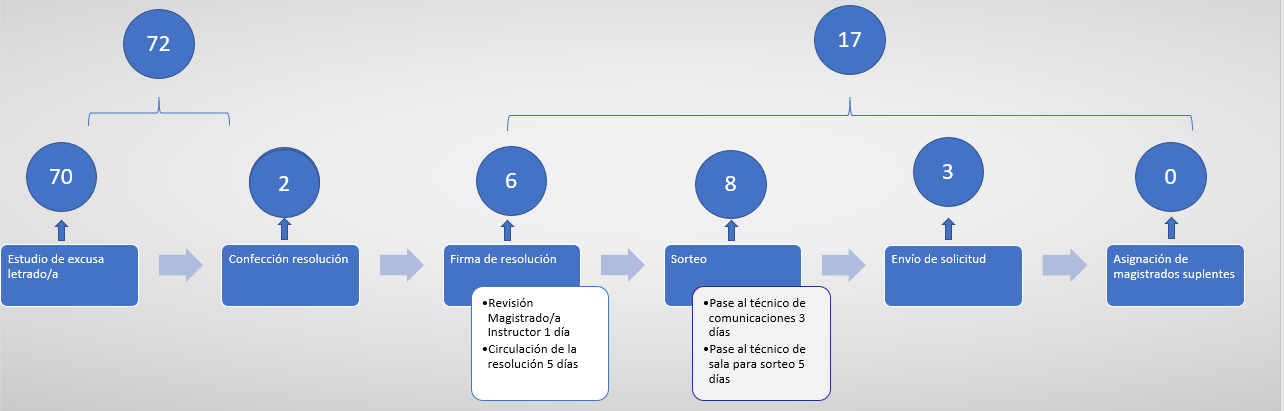 72
17
70
2
6
8
3
0
Estudio de excusa
letrado/a
Confección resolución
Firma de resolución
•Revisión
Magistrado/a
Instructor 1 día
•Circulación de la
resolución 5 días
Sorteo
•Pase al técnico de
comunicaciones 3
días
•Pase al técnico de
sala para sorteo 5
días
Envío de solicitud
Asignación de
magistrados suplentes